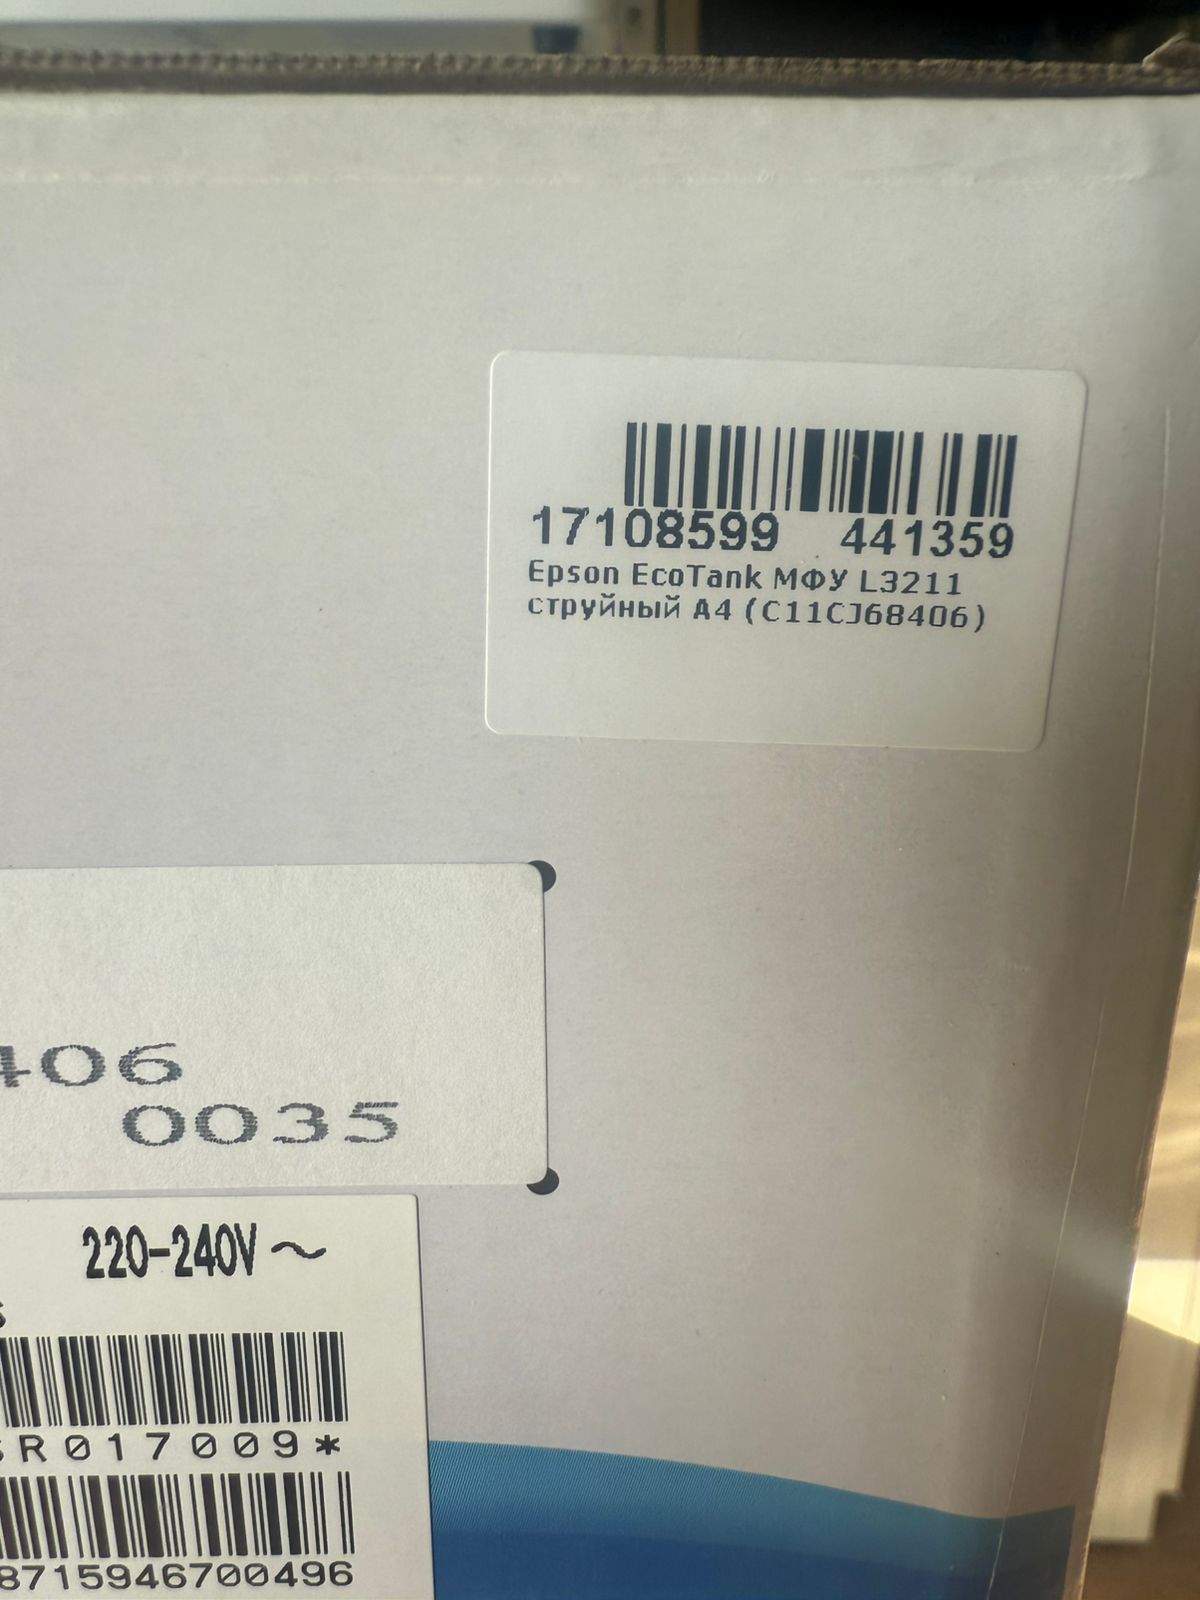 17108599 441359
Epson EcoTank МФУ L3211
струйный A4 (C11CJ68406)
406
0035
220-240V ~
R017009*
8715946700496